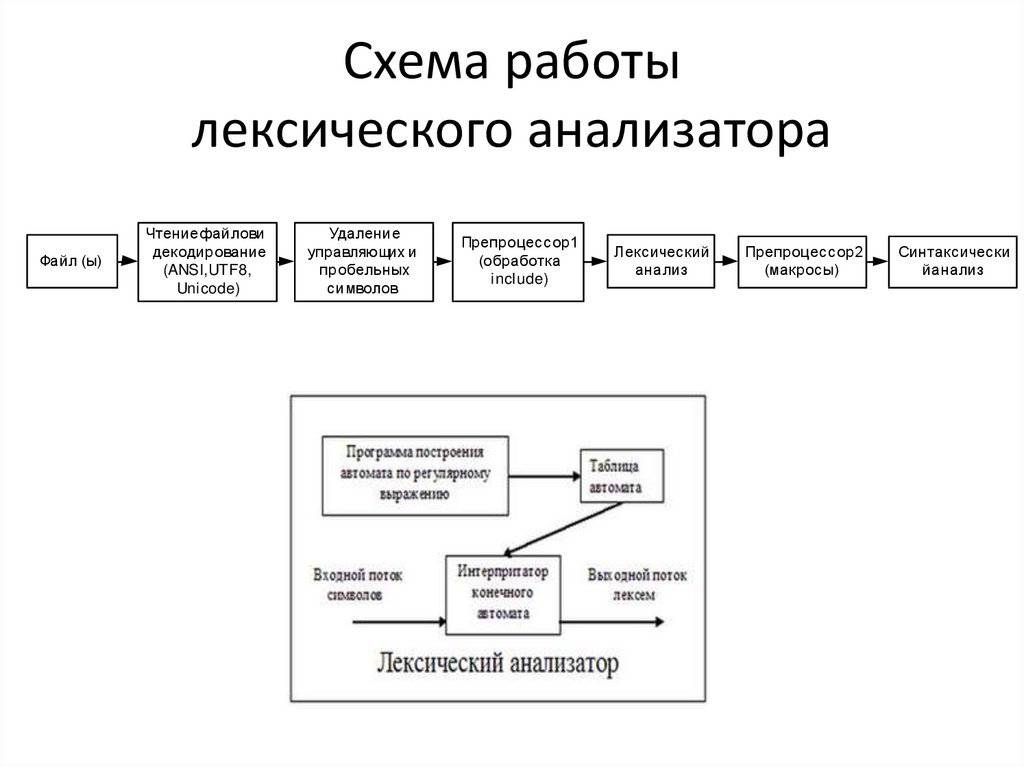 Схема работы
лексического анализатора
Файл (ы)
Чтениефайлови
декодирование
(ANSI,UTF8,
Unicode)
Удаление
управляющих и
пробельных
символов
Препроцессор1
(обработка
include)
Лексический
анализ
Препроцессор2
(макросы)
Синтаксически
йанализ
Программа построения
автомата по регулярному
выражению
Таблица
автомата
Входной поток
символов
Интерпритатор
конечного
автомата
Выходной поток
лексем
Лексический анализатор